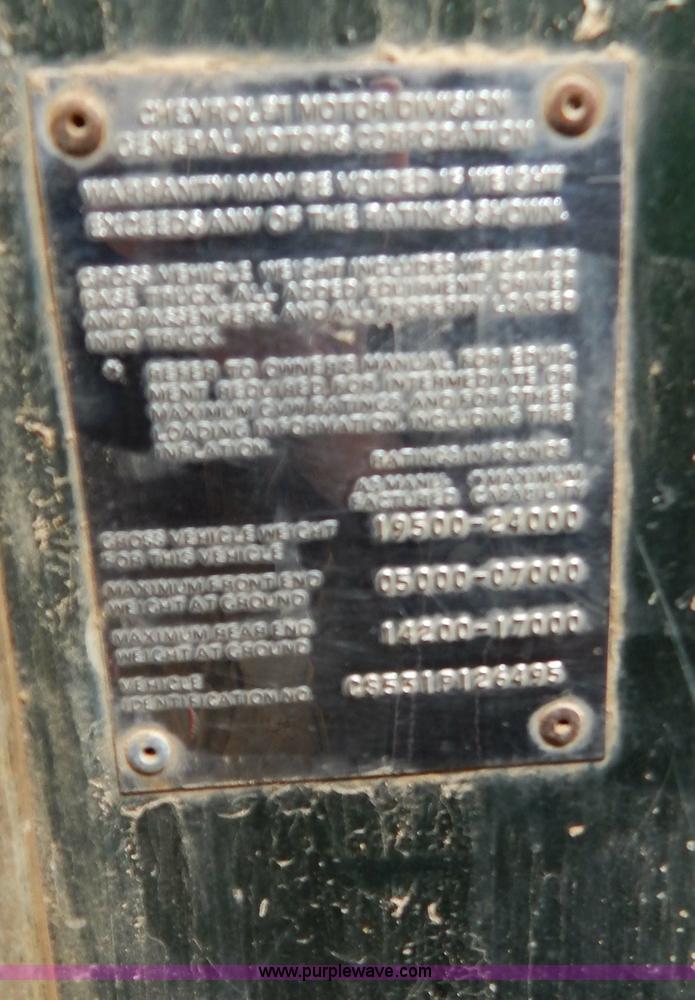 CHEVROLET MOTOR DIVISION
GENERAL MOTORS CORPORATION
WARRANTY MAY BE VOIDED IF WEIGHT
EXCEEDS ANY OF THE RATINGS SHOWN.
GROSS VEHICLE WEIGHT INCLUDES WEIGHT OF
BASE TRUCK, ALL ADDED EQUIPMENT, DRIVER
AND PASSENGERS, AND ALL PROPERTY LOADED
INTO TRUCK.
REFER TO OWNER'S MANUAL FOR EQUIP-
MENT REQUIRED FOR INTERMEDIATE OR
MAXIMUM GVW RATINGS, AND FOR OTHER
LOADING INFORMATION INCLUDING TIRE
INFLATION.
RATINGS IN POUNDS
AS MANU- *MAXIMUM
FACTURED CAPABILITY
GROSS VEHICLE WEIGHT 19500-24000
FOR THIS VEHICLE
MAXIMUM FRONT END 05000-07000
WEIGHT AT GROUND
MAXIMUM REAR END 14200-17000
WEIGHT AT GROUND
VEHICLE CS531P126495
IDENTIFICATION NO.
www.purplewave.com